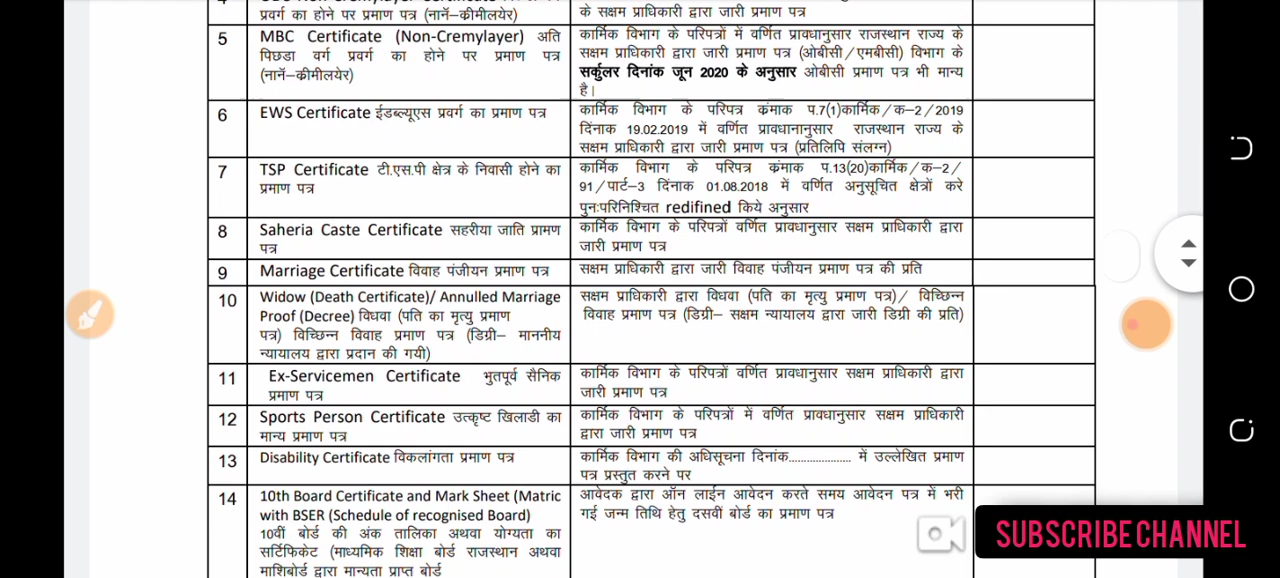 प्रवर्ग का होने पर प्रमाण पत्र (नानॅ–क्रीमीलयेर)
के सक्षम प्राधिकारी द्वारा जारी प्रमाण पत्र
5
MBC Certificate (Non-Cremylayer) अति
पिछडा वर्ग प्रवर्ग का होने पर प्रमाण पत्र
(नानॅ–क्रीमीलयेर)
कार्मिक विभाग के परिपत्रों में वर्णित प्रावधानुसार राजस्थान राज्य के
सक्षम प्राधिकारी द्वारा जारी प्रमाण पत्र (ओबीसी/एमबीसी) विभाग के
सर्कुलर दिनांक जून 2020 के अनुसार ओबीसी प्रमाण पत्र भी मान्य
है।
6
EWS Certificate ईडब्ल्यूएस प्रवर्ग का प्रमाण पत्र
कार्मिक विभाग के परिपत्र क्रंमाक प.7(1)कार्मिक/क–2/2019
दिंनाक 19.02.2019 में वर्णित प्रावधानानुसार राजस्थान राज्य के
सक्षम प्राधिकारी द्वारा जारी प्रमाण पत्र (प्रतिलिपि संलग्न)
7
TSP Certificate टी.एस.पी क्षेत्र के निवासी होने का
प्रमाण पत्र
कार्मिक विभाग के परिपत्र क्रंमाक प.13(20)कार्मिक/क–2/
91/पार्ट–3 दिंनाक 01.08.2018 में वर्णित अनुसूचित क्षेत्रों करे
पुनःपरिनिश्चित redifined किये अनुसार
8
Saheria Caste Certificate सहरीया जाति प्रामण
पत्र
कार्मिक विभाग के परिपत्रों वर्णित प्रावधानुसार सक्षम प्राधिकारी द्वारा
जारी प्रमाण पत्र
9
Marriage Certificate विवाह पंजीयन प्रमाण पत्र
सक्षम प्राधिकारी द्वारा जारी विवाह पंजीयन प्रमाण पत्र की प्रति
10
Widow (Death Certificate)/ Annulled Marriage
Proof (Decree) विधवा (पति का मृत्यु प्रमाण
पत्र) विच्छिन्न विवाह प्रमाण पत्र (डिग्री– माननीय
न्यायालय द्वारा प्रदान की गयी)
सक्षम प्राधिकारी द्वारा विधवा (पति का मृत्यु प्रमाण पत्र)/ विच्छिन्न
विवाह प्रमाण पत्र (डिग्री– सक्षम न्यायालय द्वारा जारी डिग्री की प्रति)
11
Ex-Servicemen Certificate भुतपूर्व सैनिक
प्रमाण पत्र
कार्मिक विभाग के परिपत्रों वर्णित प्रावधानुसार सक्षम प्राधिकारी द्वारा
जारी प्रमाण पत्र
12
Sports Person Certificate उत्कृष्ट खिलाडी का
मान्य प्रमाण पत्र
कार्मिक विभाग के परिपत्रों में वर्णित प्रावधानुसार सक्षम प्राधिकारी
द्वारा जारी प्रमाण पत्र
13
Disability Certificate विकलांगता प्रमाण पत्र
कार्मिक विभाग की अधिसूचना दिनांक..................... में उल्लेखित प्रमाण
पत्र प्रस्तुत करने पर
14
10th Board Certificate and Mark Sheet (Matric
with BSER (Schedule of recognised Board)
10वीं बोर्ड की अंक तालिका अथवा योग्यता का
सर्टिफिकेट (माध्यमिक शिक्षा बोर्ड राजस्थान अथवा
माशिबोर्ड द्वारा मान्यता प्राप्त बोर्ड
आवेदक द्वारा ऑन लाईन आवेदन करते समय आवेदन पत्र में भरी
गई जन्म तिथि हेतु दसवीं बोर्ड का प्रमाण पत्र
SUBSCRIBE CHANNEL